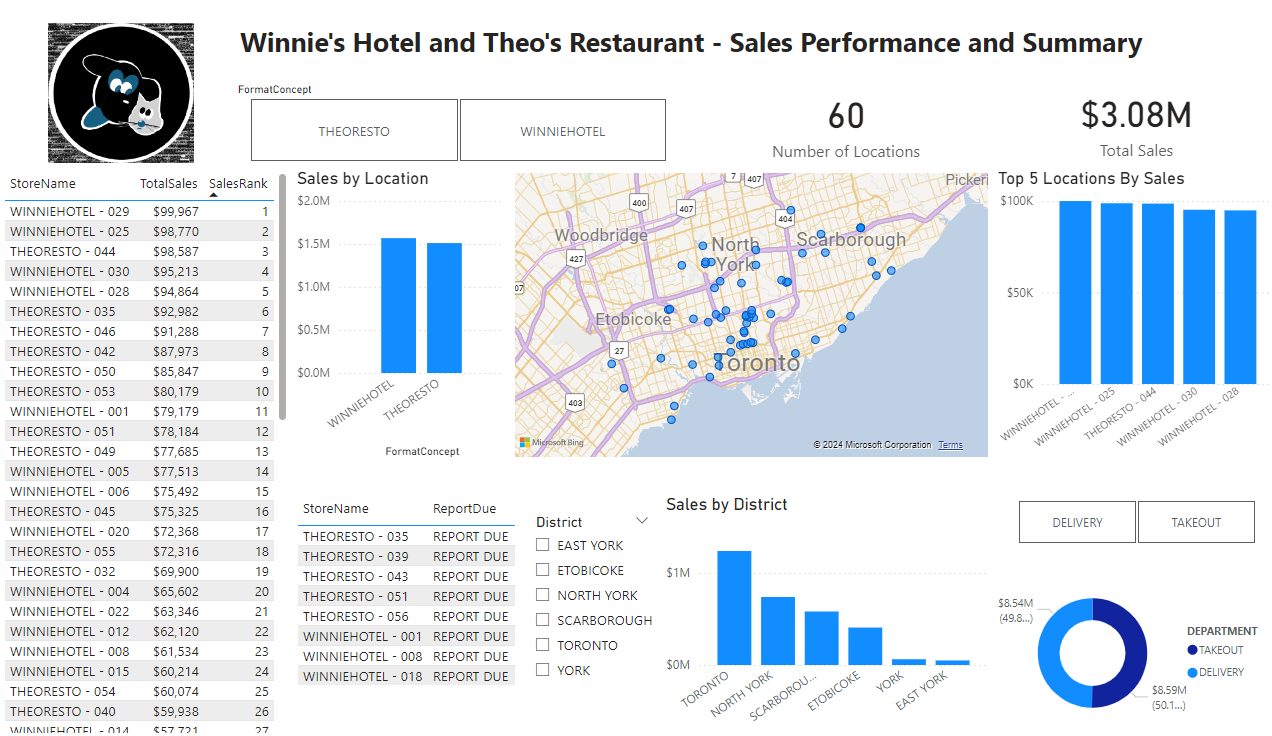 Winnie's Hotel and Theo's Restaurant - Sales Performance and Summary
FormatConcept
THEORESTO
WINNIEHOTEL
60
Number of Locations
$3.08M
Total Sales
StoreName TotalSales SalesRank
WINNIEHOTEL - 029 $99,967 1
WINNIEHOTEL - 025 $98,770 2
THEORESTO - 044 $98,587 3
WINNIEHOTEL - 030 $95,213 4
WINNIEHOTEL - 028 $94,864 5
THEORESTO - 035 $92,982 6
THEORESTO - 046 $91,288 7
THEORESTO - 042 $87,973 8
THEORESTO - 050 $85,847 9
THEORESTO - 053 $80,179 10
WINNIEHOTEL - 001 $79,179 11
THEORESTO - 051 $78,184 12
THEORESTO - 049 $77,685 13
WINNIEHOTEL - 005 $77,513 14
WINNIEHOTEL - 006 $75,492 15
THEORESTO - 045 $75,325 16
WINNIEHOTEL - 020 $72,368 17
THEORESTO - 055 $72,316 18
THEORESTO - 032 $69,900 19
WINNIEHOTEL - 004 $65,602 20
WINNIEHOTEL - 022 $63,346 21
WINNIEHOTEL - 012 $62,120 22
WINNIEHOTEL - 008 $61,534 23
WINNIEHOTEL - 015 $60,214 24
THEORESTO - 054 $60,074 25
THEORESTO - 040 $59,938 26
WINNIEHOTEL - 014 $57,721 27
Sales by Location
$2.0M
$1.5M
$1.0M
$0.5M
$0.0M
WINNIEHOTEL
THEORESTO
FormatConcept
7
407
Pickeri
400
407
404
Woodbridge
North
York
Scarborough
427
07
Etobicoke
27
Toronto
403
Microsoft Bing
© 2024 Microsoft Corporation Terms
Top 5 Locations By Sales
$100K
$50K
$0K
WINNIEHOTEL - ...
WINNIEHOTEL - 025
THEORESTO - 044
WINNIEHOTEL - 030
WINNIEHOTEL - 028
StoreName ReportDue
THEORESTO - 035 REPORT DUE
THEORESTO - 039 REPORT DUE
THEORESTO - 043 REPORT DUE
THEORESTO - 051 REPORT DUE
THEORESTO - 056 REPORT DUE
WINNIEHOTEL - 001 REPORT DUE
WINNIEHOTEL - 008 REPORT DUE
WINNIEHOTEL - 018 REPORT DUE
District
EAST YORK
ETOBICOKE
NORTH YORK
SCARBOROUGH
TORONTO
YORK
Sales by District
$1M
$0M
TORONTO
NORTH YORK
SCARBOROU...
ETOBICOKE
YORK
EAST YORK
DELIVERY
TAKEOUT
$8.54M
(49.8...)
$8.59M
(50.1...)
DEPARTMENT
TAKEOUT
DELIVERY